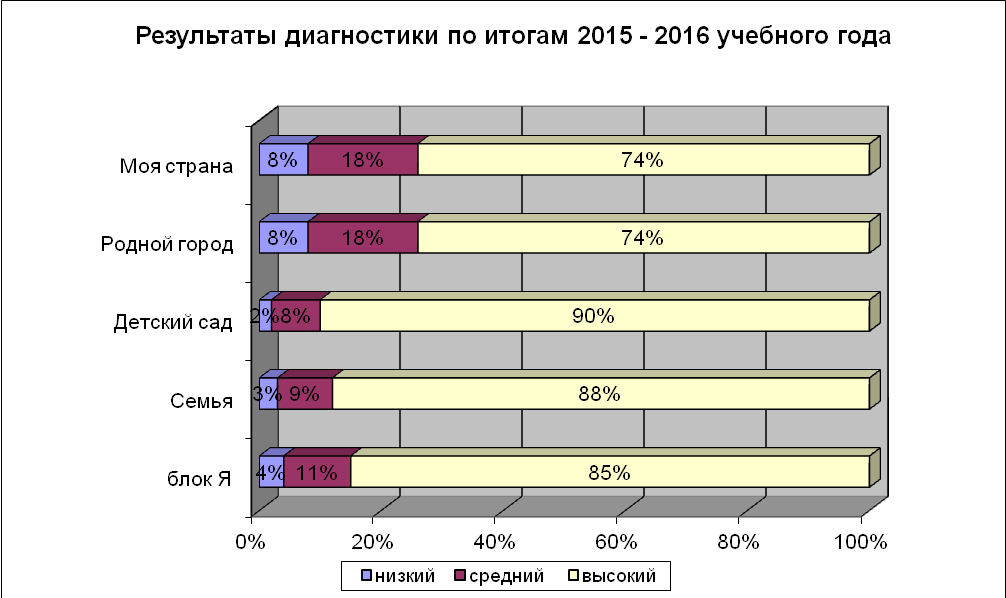 Результаты диагностики по итогам 2015 - 2016 учебного года
Моя страна 8% 18% 74%
Родной город 8% 18% 74%
Детский сад 2% 8% 90%
Семья 3% 9% 88%
блок Я 4% 11% 85%
0% 20% 40% 60% 80% 100%
низкий средний высокий